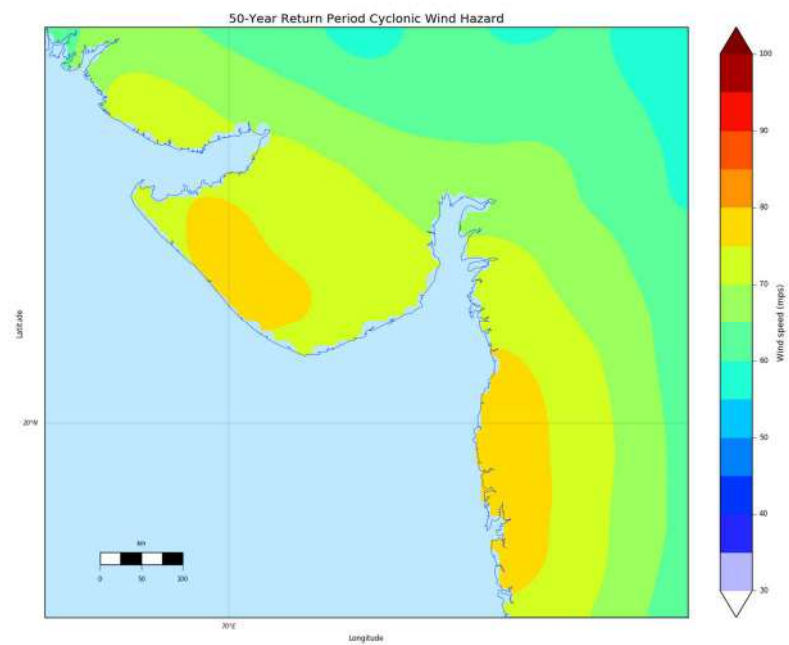 50-Year Return Period Cyclonic Wind Hazard
100
90
80
70
60
50
40
30
Wind speed (mps)
Latitude
20°N
km
0 50 100
70°E
Longitude